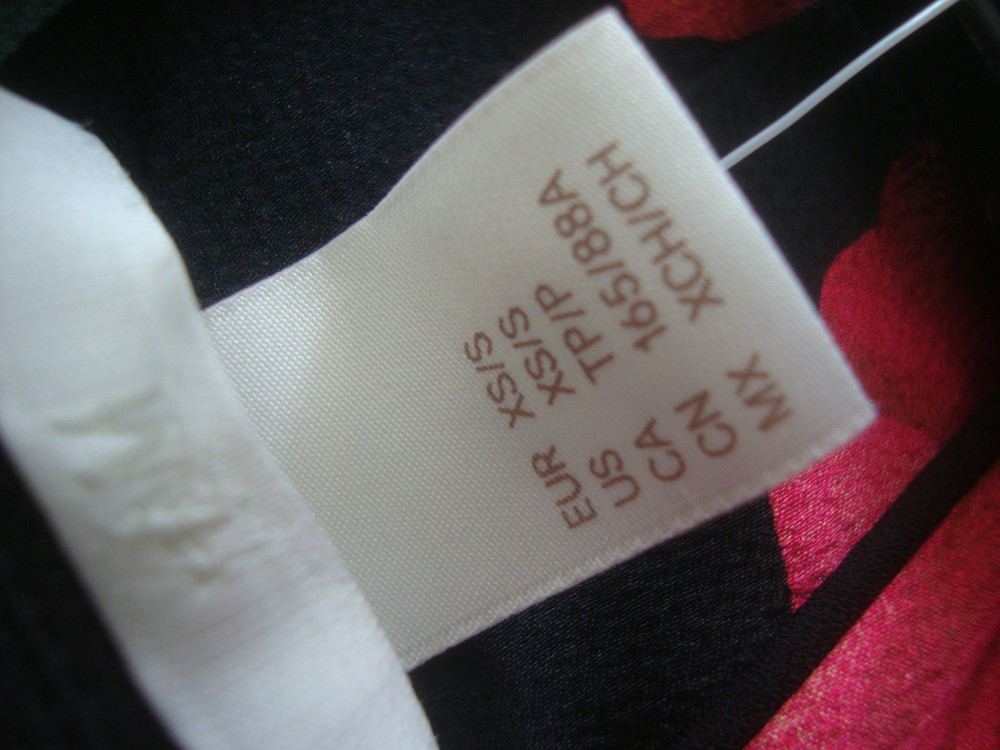 EUR XS/S
US XS/S
CA TP/P
CN 165/88A
MX XCH/CH